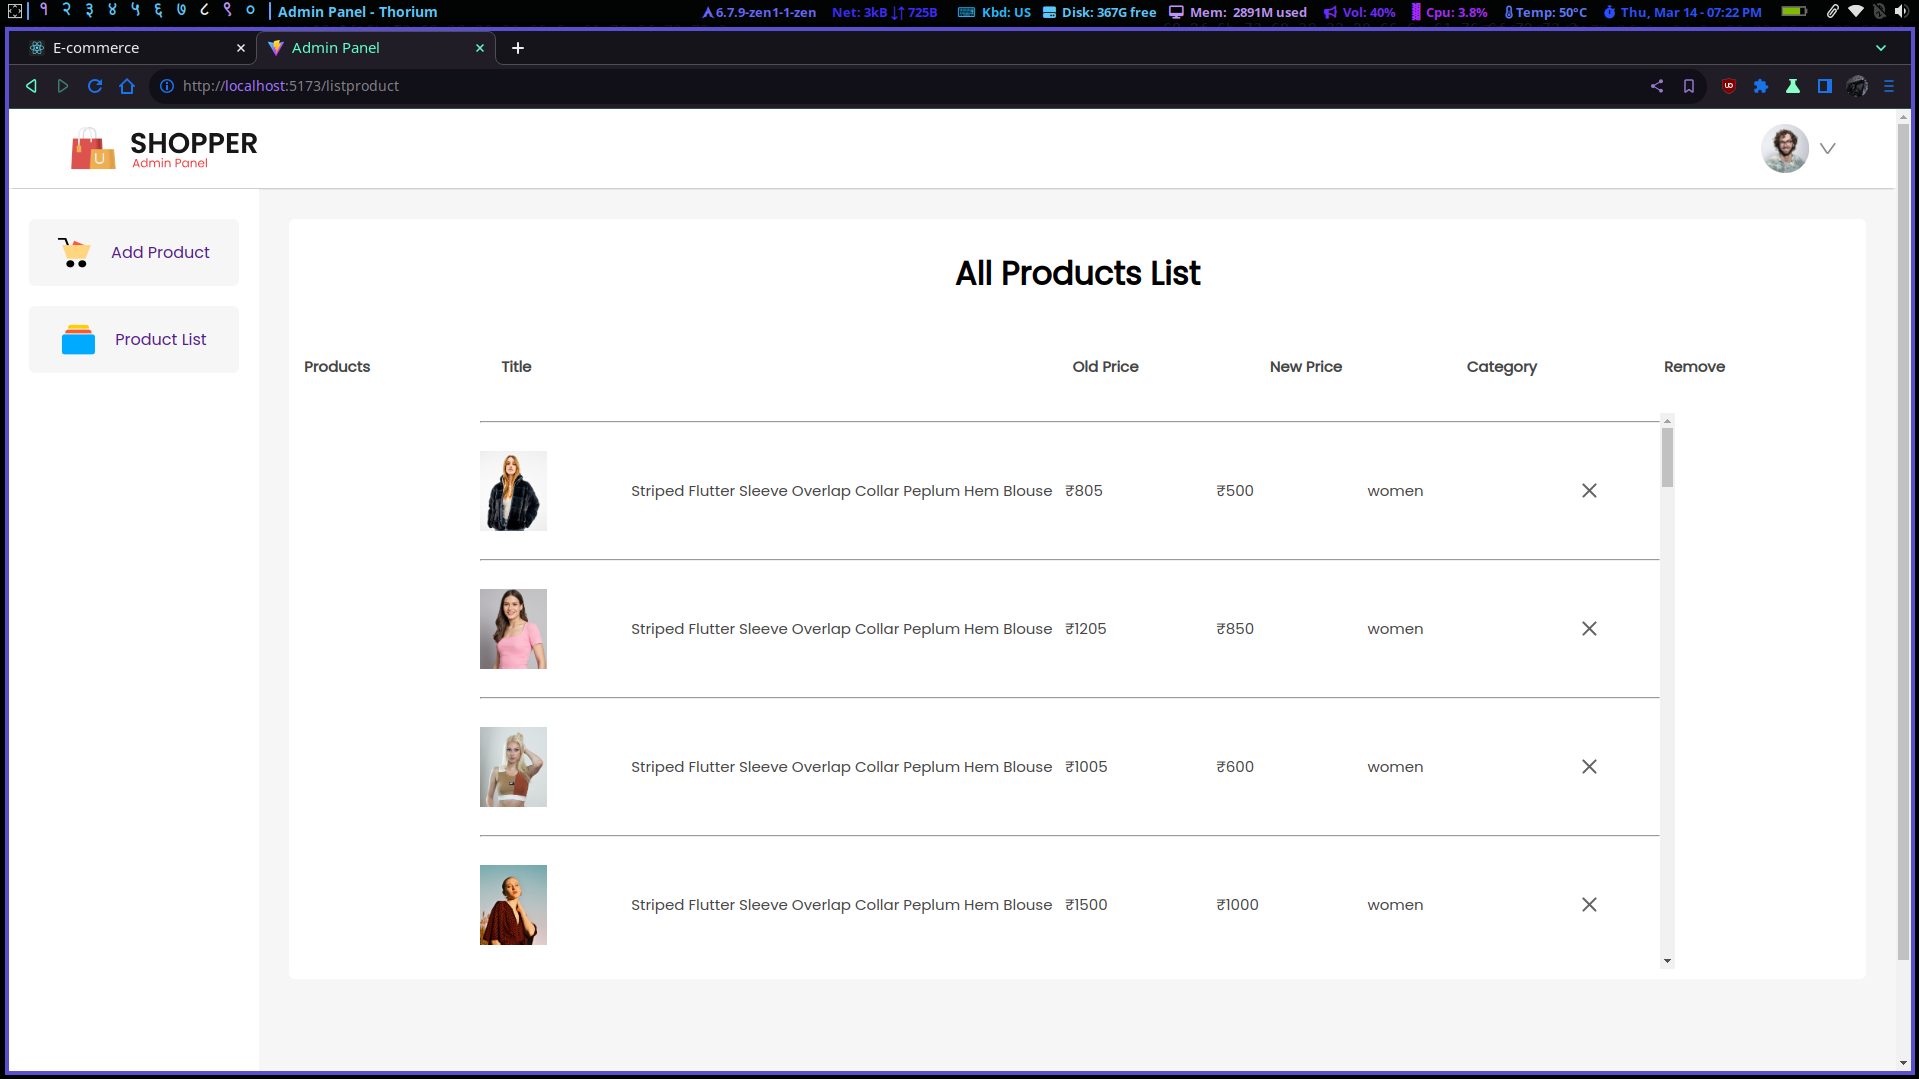 १ २ ३ ४ ५ ६ ७ ८ ९ ० | Admin Panel - Thorium 6.7.9-zen1-1-zen Net: 3kB ↓↑ 725B Kbd: US Disk: 367G free Mem: 2891M used Vol: 40% Cpu: 3.8% Temp: 50°C Thu, Mar 14 - 07:22 PM
E-commerce Admin Panel
http://localhost:5173/listproduct
SHOPPER
Admin Panel
Add Product
Product List
All Products List
Products Title Old Price New Price Category Remove
Striped Flutter Sleeve Overlap Collar Peplum Hem Blouse ₹805 ₹500 women
Striped Flutter Sleeve Overlap Collar Peplum Hem Blouse ₹1205 ₹850 women
Striped Flutter Sleeve Overlap Collar Peplum Hem Blouse ₹1005 ₹600 women
Striped Flutter Sleeve Overlap Collar Peplum Hem Blouse ₹1500 ₹1000 women